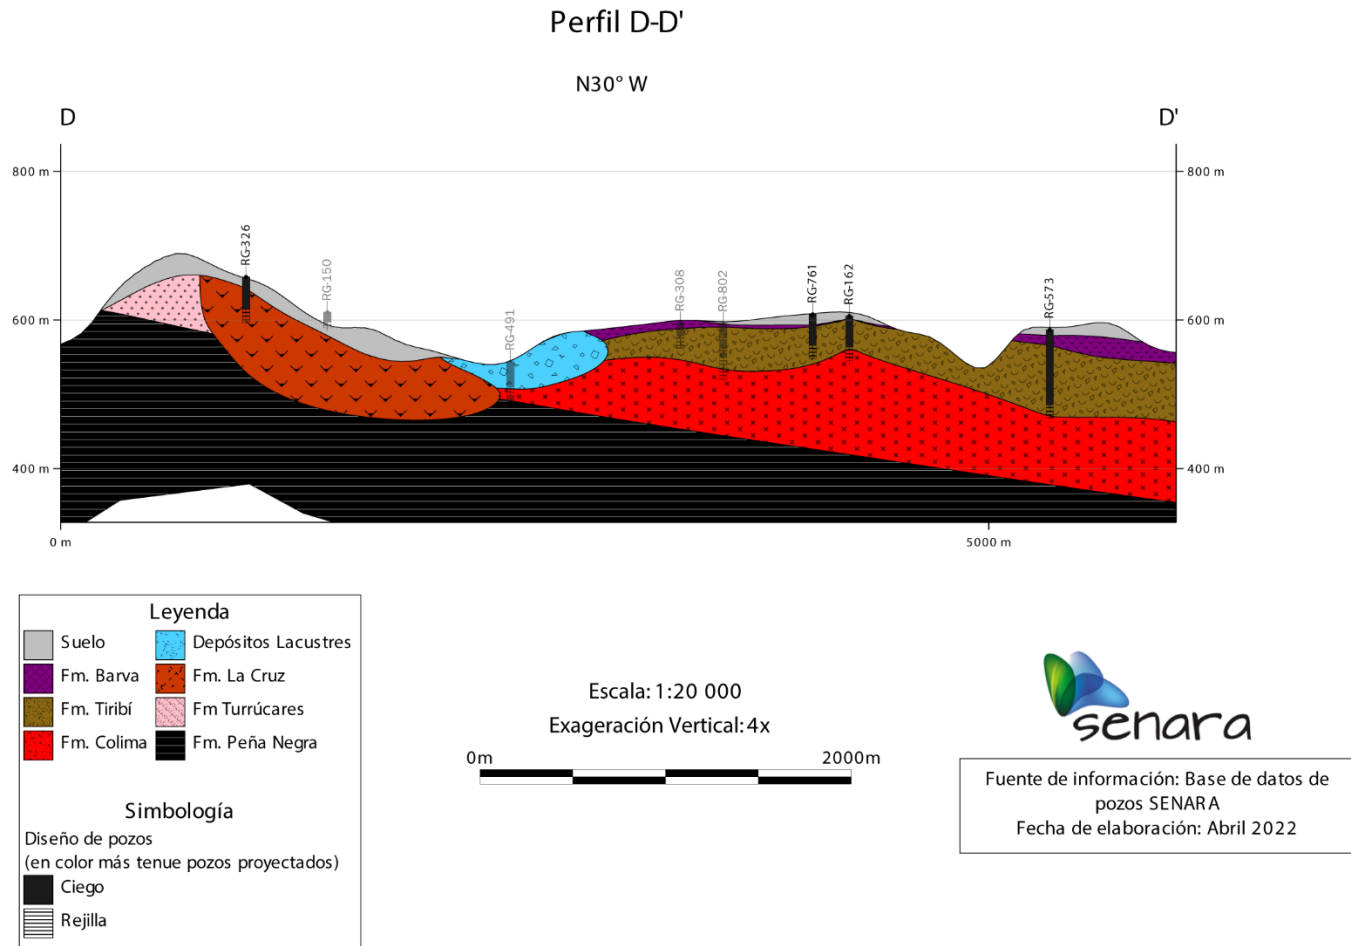 Perfil D-D'
N30° W
D
D'
800 m
800 m
RG-326
RG-150
RG-491
RG-308
RG-802
RG-761
RG-162
RG-573
600 m
600 m
400 m
400 m
0 m
5000 m
Leyenda
Suelo
Depósitos Lacustres
Fm. Barva
Fm. La Cruz
Fm. Tiribí
Fm Turrúcares
Fm. Colima
Fm. Peña Negra
Simbología
Diseño de pozos
(en color más tenue pozos proyectados)
Ciego
Rejilla
Escala: 1:20 000
Exageración Vertical: 4x
0m
2000m
senara
Fuente de información: Base de datos de
pozos SENARA
Fecha de elaboración: Abril 2022